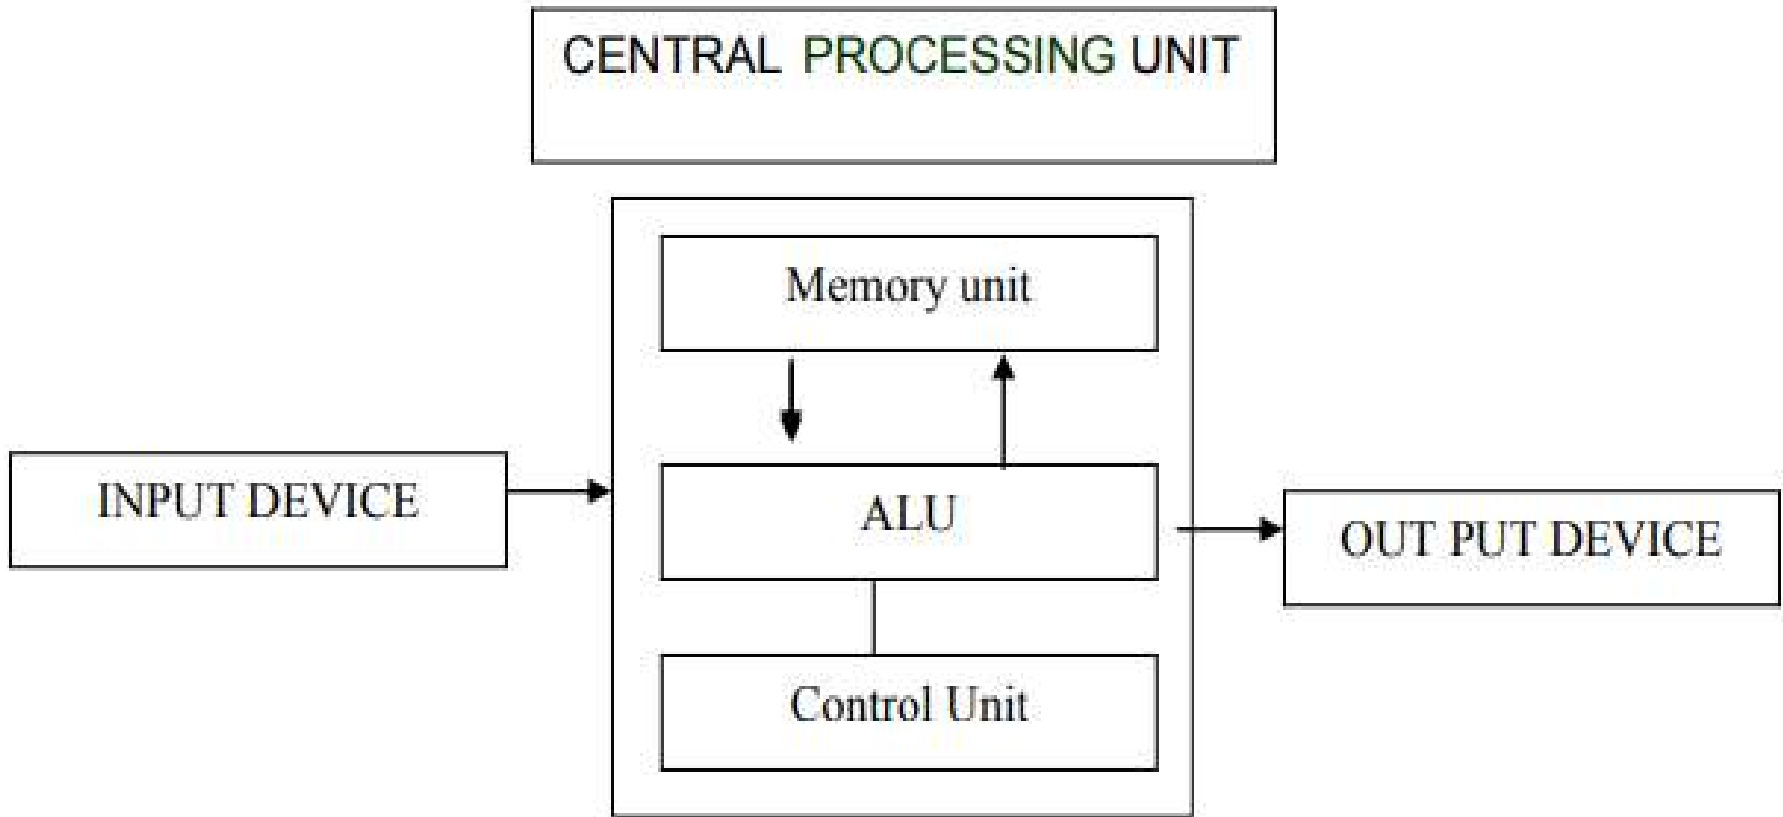 CENTRAL PROCESSING UNIT
Memory unit
INPUT DEVICE
ALU
OUT PUT DEVICE
Control Unit